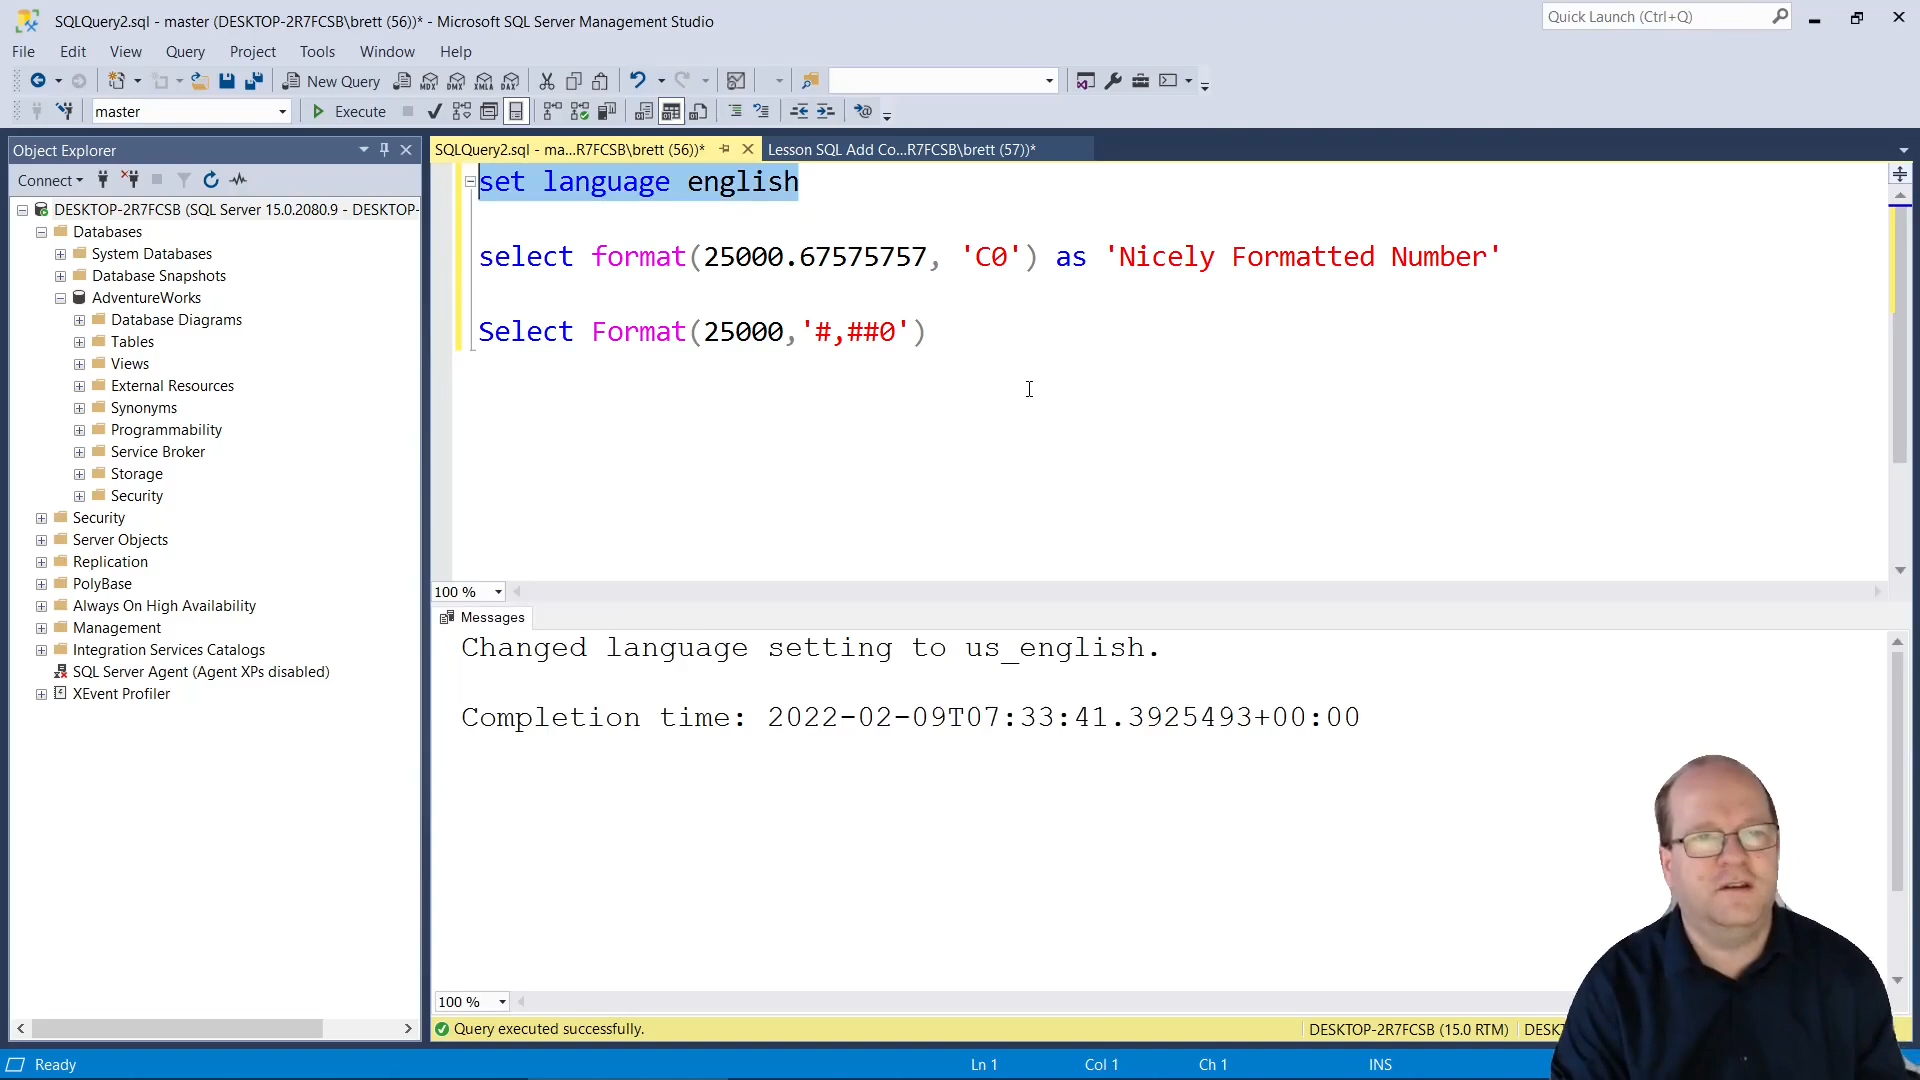 SQLQuery2.sql - master (DESKTOP-2R7FCSB\brett (56))* - Microsoft SQL Server Management Studio
Quick Launch (Ctrl+Q)
File Edit View Query Project Tools Window Help
New Query
MDX DMX XMLA DAX
master
Execute
Object Explorer
SQLQuery2.sql - ma...R7FCSB\brett (56))*
Lesson SQL Add Co...R7FCSB\brett (57))*
Connect
DESKTOP-2R7FCSB (SQL Server 15.0.2080.9 - DESKTOP-
Databases
System Databases
Database Snapshots
AdventureWorks
Database Diagrams
Tables
Views
External Resources
Synonyms
Programmability
Service Broker
Storage
Security
Security
Server Objects
Replication
PolyBase
Always On High Availability
Management
Integration Services Catalogs
SQL Server Agent (Agent XPs disabled)
XEvent Profiler
set language english
select format(25000.67575757, 'C0') as 'Nicely Formatted Number'
Select Format(25000,'#,##0')
100 %
Messages
Changed language setting to us_english.
Completion time: 2022-02-09T07:33:41.3925493+00:00
100 %
Query executed successfully.
DESKTOP-2R7FCSB (15.0 RTM)
DESKT
Ready
Ln 1
Col 1
Ch 1
INS